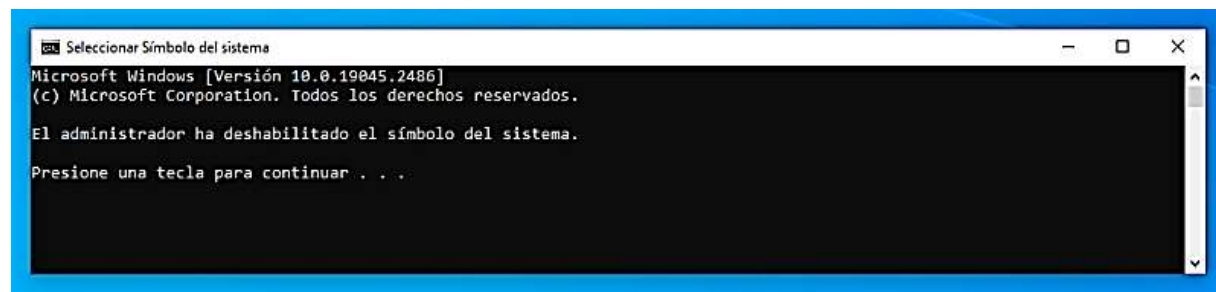 Seleccionar Símbolo del sistema
Microsoft Windows [Versión 10.0.19045.2486]
(c) Microsoft Corporation. Todos los derechos reservados.
El administrador ha deshabilitado el símbolo del sistema.
Presione una tecla para continuar . . .